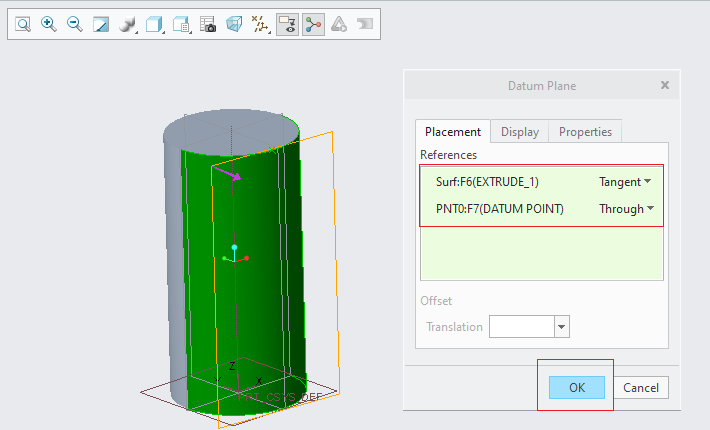 Datum Plane
Placement Display Properties
References
Surf:F6(EXTRUDE_1) Tangent
PNT0:F7(DATUM POINT) Through
Offset
Translation
OK Cancel
Z
Y X
PRT_CSYS_DEF